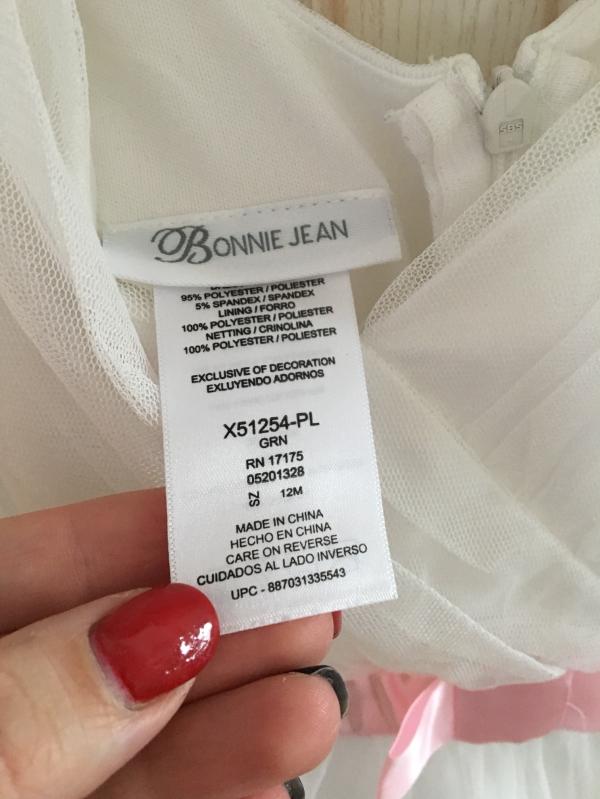 SBS
BONNIE JEAN
95% POLYESTER / POLIESTER
5% SPANDEX / SPANDEX
LINING / FORRO
100% POLYESTER / POLIESTER
NETTING / CRINOLINA
100% POLYESTER / POLIESTER
EXCLUSIVE OF DECORATION
EXLUYENDO ADORNOS
X51254-PL
GRN
RN 17175
05201328
SZ 12M
MADE IN CHINA
HECHO EN CHINA
CARE ON REVERSE
CUIDADOS AL LADO INVERSO
UPC - 887031335543